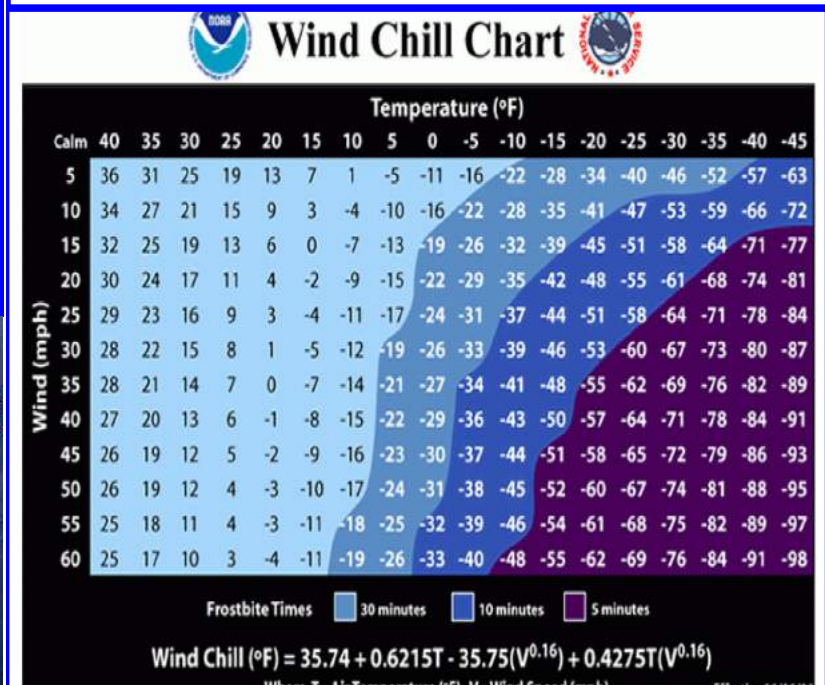 NOAA
Wind Chill Chart
Temperature (°F)
Calm 40 35 30 25 20 15 10 5 0 -5 -10 -15 -20 -25 -30 -35 -40 -45
5 36 31 25 19 13 7 1 -5 -11 -16 -22 -28 -34 -40 -46 -52 -57 -63
10 34 27 21 15 9 3 -4 -10 -16 -22 -28 -35 -41 -47 -53 -59 -66 -72
15 32 25 19 13 6 0 -7 -13 -19 -26 -32 -39 -45 -51 -58 -64 -71 -77
20 30 24 17 11 4 -2 -9 -15 -22 -29 -35 -42 -48 -55 -61 -68 -74 -81
25 29 23 16 9 3 -4 -11 -17 -24 -31 -37 -44 -51 -58 -64 -71 -78 -84
30 28 22 15 8 1 -5 -12 -19 -26 -33 -39 -46 -53 -60 -67 -73 -80 -87
35 28 21 14 7 0 -7 -14 -21 -27 -34 -41 -48 -55 -62 -69 -76 -82 -89
40 27 20 13 6 -1 -8 -15 -22 -29 -36 -43 -50 -57 -64 -71 -78 -84 -91
45 26 19 12 5 -2 -9 -16 -23 -30 -37 -44 -51 -58 -65 -72 -79 -86 -93
50 26 19 12 4 -3 -10 -17 -24 -31 -38 -45 -52 -60 -67 -74 -81 -88 -95
55 25 18 11 4 -3 -11 -18 -25 -32 -39 -46 -54 -61 -68 -75 -82 -89 -97
60 25 17 10 3 -4 -11 -19 -26 -33 -40 -48 -55 -62 -69 -76 -84 -91 -98
Wind (mph)
Frostbite Times 30 minutes 10 minutes 5 minutes
Wind Chill (°F) = 35.74 + 0.6215T - 35.75(V^0.16) + 0.4275T(V^0.16)